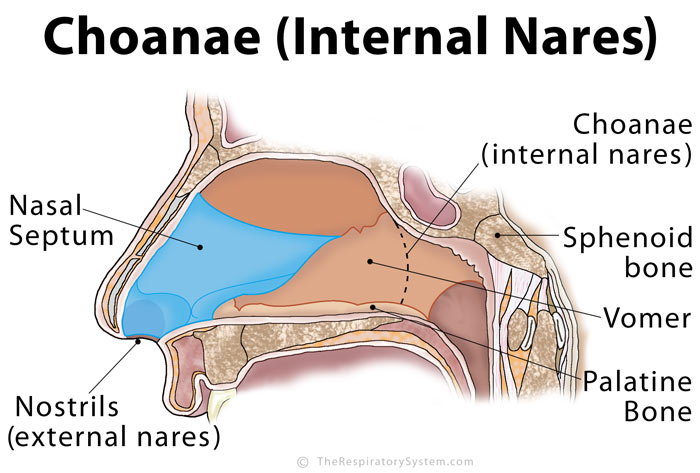 Choanae (Internal Nares)
Choanae
(internal nares)
Nasal
Septum
Sphenoid
bone
Vomer
Palatine
Bone
Nostrils
(external nares)
© TheRespiratorySystem.com